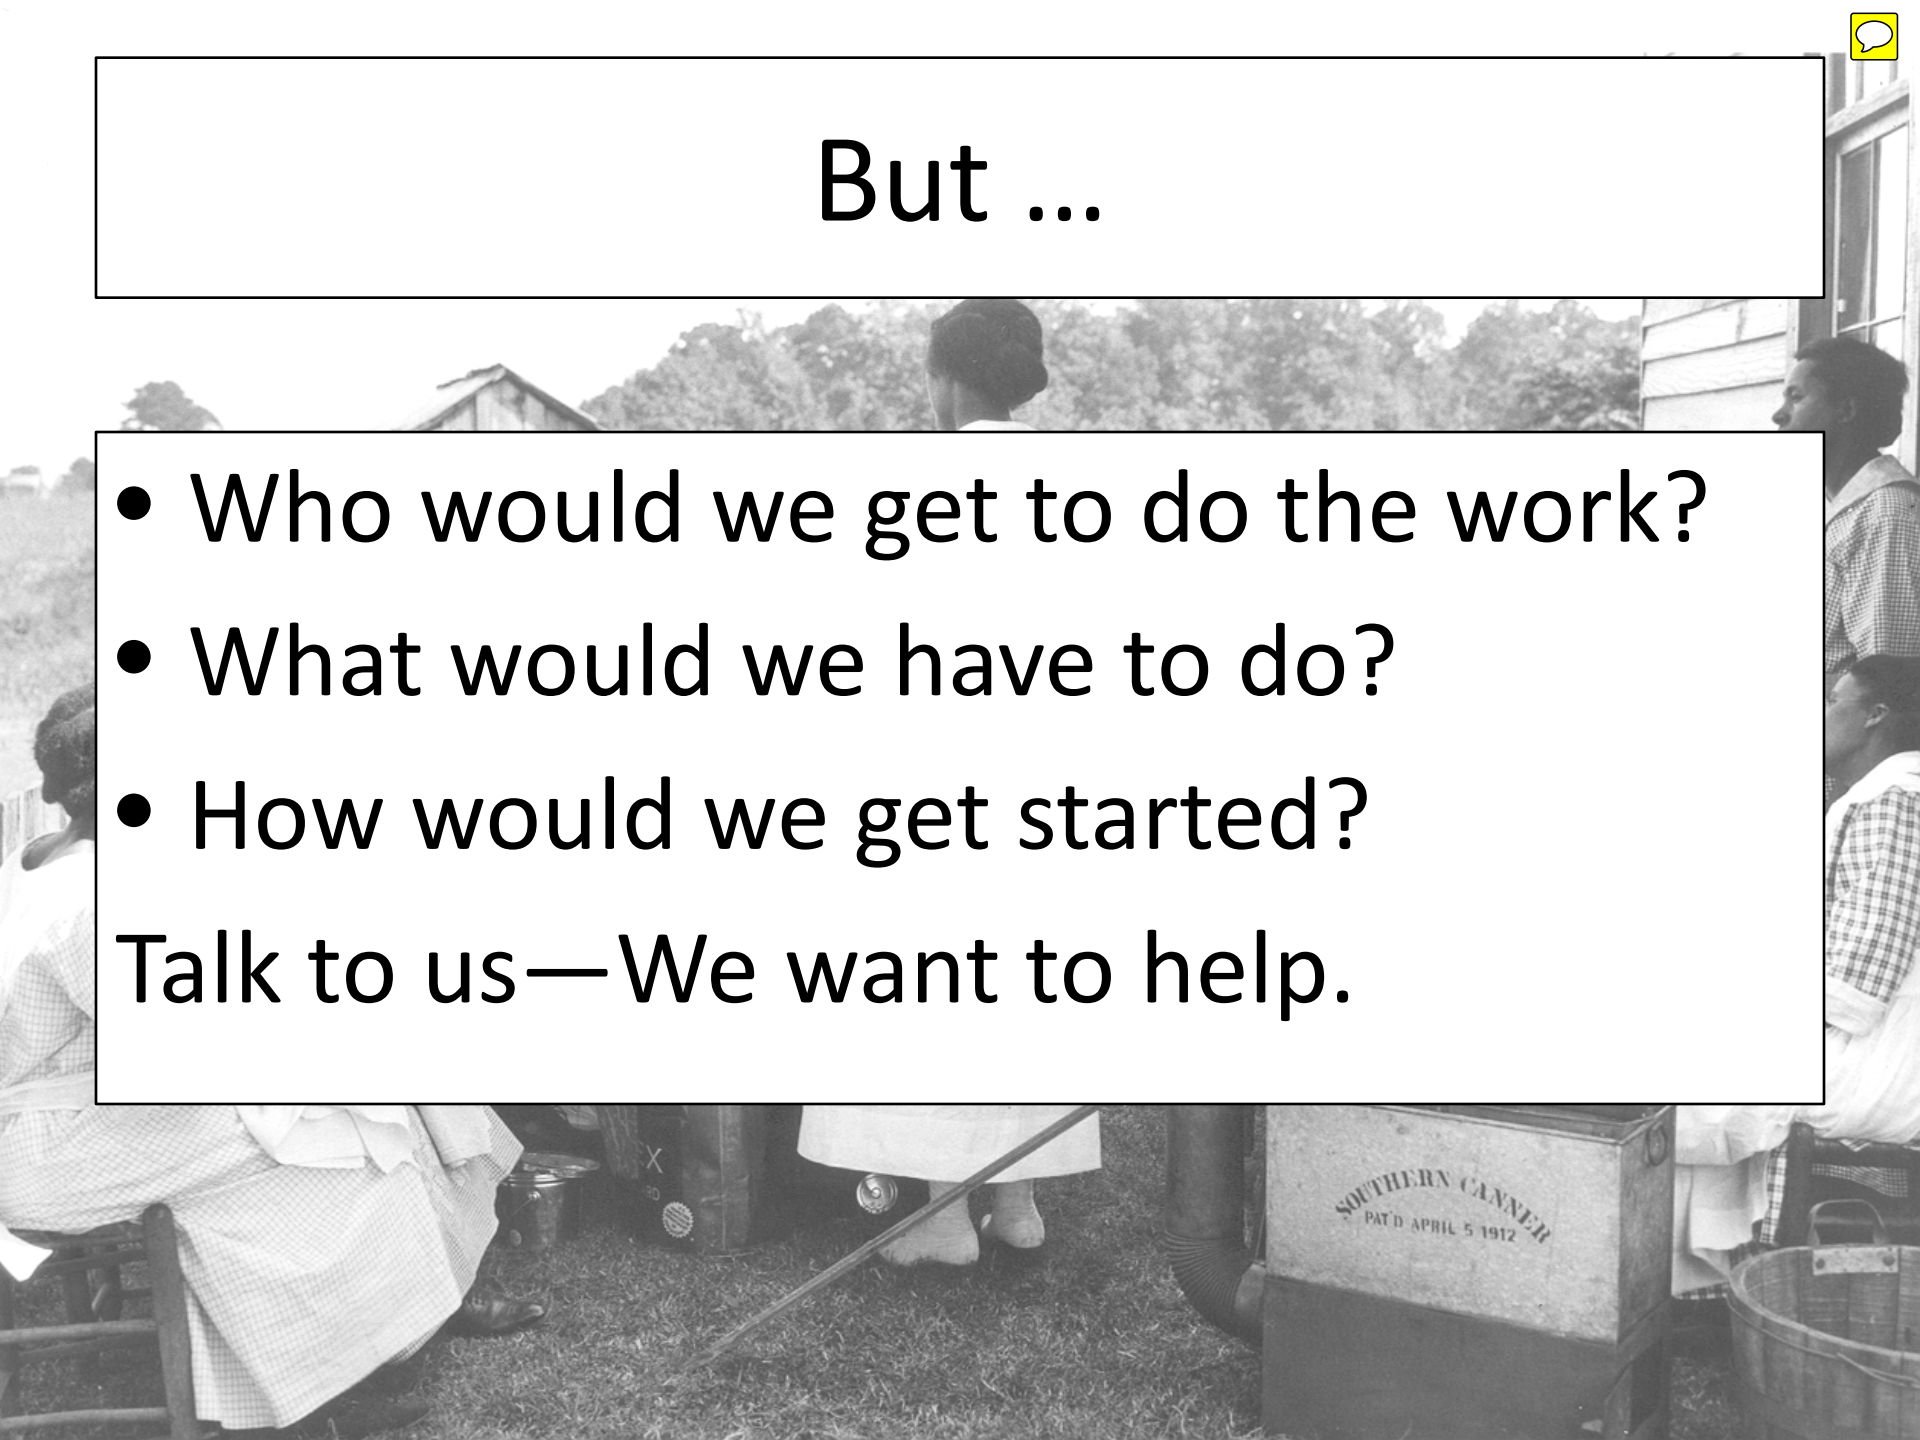 But …
• Who would we get to do the work?
• What would we have to do?
• How would we get started?
Talk to us—We want to help.
X
SOUTHERN CANNER
PAT'D APRIL 5 1912